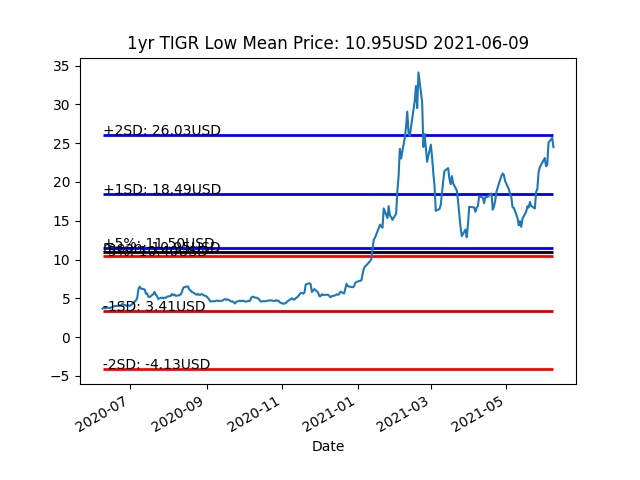 1yr TIGR Low Mean Price: 10.95USD 2021-06-09
35
30
+2SD: 26.03USD
25
20
+1SD: 18.49USD
15
+5%: 11.50USD
10
5
-1SD: 3.41USD
0
-2SD: -4.13USD
−5
2020-07
2020-09
2020-11
2021-01
2021-03
2021-05
Date